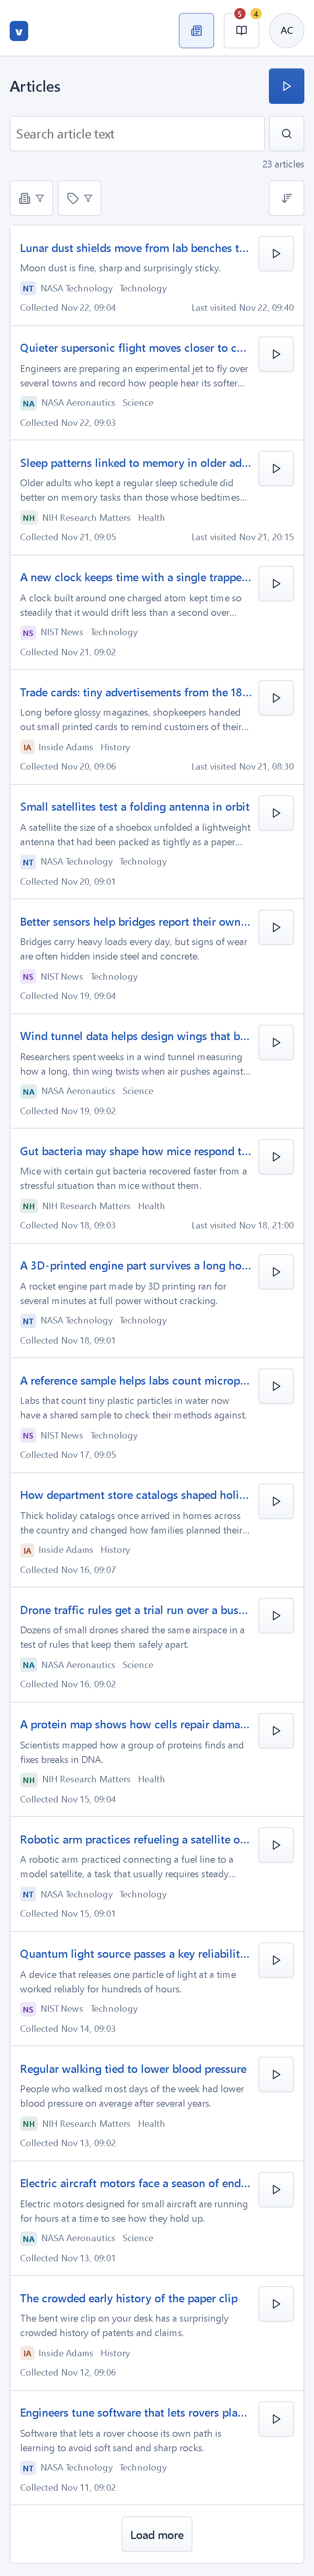 v
5
4
AC
Articles
Search article text
23 articles
Lunar dust shields move from lab benches t...
Moon dust is fine, sharp and surprisingly sticky.
NT NASA Technology Technology
Collected Nov 22, 09:04 Last visited Nov 22, 09:40
Quieter supersonic flight moves closer to c...
Engineers are preparing an experimental jet to fly over
several towns and record how people hear its softer...
NA NASA Aeronautics Science
Collected Nov 22, 09:03
Sleep patterns linked to memory in older ad...
Older adults who kept a regular sleep schedule did
better on memory tasks than those whose bedtimes...
NH NIH Research Matters Health
Collected Nov 21, 09:05 Last visited Nov 21, 20:15
A new clock keeps time with a single trappe...
A clock built around one charged atom kept time so
steadily that it would drift less than a second over...
NS NIST News Technology
Collected Nov 21, 09:02
Trade cards: tiny advertisements from the 18...
Long before glossy magazines, shopkeepers handed
out small printed cards to remind customers of their...
IA Inside Adams History
Collected Nov 20, 09:06 Last visited Nov 21, 08:30
Small satellites test a folding antenna in orbit
A satellite the size of a shoebox unfolded a lightweight
antenna that had been packed as tightly as a paper...
NT NASA Technology Technology
Collected Nov 20, 09:01
Better sensors help bridges report their own...
Bridges carry heavy loads every day, but signs of wear
are often hidden inside steel and concrete.
NS NIST News Technology
Collected Nov 19, 09:04
Wind tunnel data helps design wings that b...
Researchers spent weeks in a wind tunnel measuring
how a long, thin wing twists when air pushes against...
NA NASA Aeronautics Science
Collected Nov 19, 09:02
Gut bacteria may shape how mice respond t...
Mice with certain gut bacteria recovered faster from a
stressful situation than mice without them.
NH NIH Research Matters Health
Collected Nov 18, 09:03 Last visited Nov 18, 21:00
A 3D-printed engine part survives a long ho...
A rocket engine part made by 3D printing ran for
several minutes at full power without cracking.
NT NASA Technology Technology
Collected Nov 18, 09:01
A reference sample helps labs count microp...
Labs that count tiny plastic particles in water now
have a shared sample to check their methods against.
NS NIST News Technology
Collected Nov 17, 09:05
How department store catalogs shaped holi...
Thick holiday catalogs once arrived in homes across
the country and changed how families planned their...
IA Inside Adams History
Collected Nov 16, 09:07
Drone traffic rules get a trial run over a bus...
Dozens of small drones shared the same airspace in a
test of rules that keep them safely apart.
NA NASA Aeronautics Science
Collected Nov 16, 09:02
A protein map shows how cells repair dama...
Scientists mapped how a group of proteins finds and
fixes breaks in DNA.
NH NIH Research Matters Health
Collected Nov 15, 09:04
Robotic arm practices refueling a satellite o...
A robotic arm practiced connecting a fuel line to a
model satellite, a task that usually requires steady...
NT NASA Technology Technology
Collected Nov 15, 09:01
Quantum light source passes a key reliabilit...
A device that releases one particle of light at a time
worked reliably for hundreds of hours.
NS NIST News Technology
Collected Nov 14, 09:03
Regular walking tied to lower blood pressure
People who walked most days of the week had lower
blood pressure on average after several years.
NH NIH Research Matters Health
Collected Nov 13, 09:02
Electric aircraft motors face a season of end...
Electric motors designed for small aircraft are running
for hours at a time to see how they hold up.
NA NASA Aeronautics Science
Collected Nov 13, 09:01
The crowded early history of the paper clip
The bent wire clip on your desk has a surprisingly
crowded history of patents and claims.
IA Inside Adams History
Collected Nov 12, 09:06
Engineers tune software that lets rovers pla...
Software that lets a rover choose its own path is
learning to avoid soft sand and sharp rocks.
NT NASA Technology Technology
Collected Nov 11, 09:02
Load more